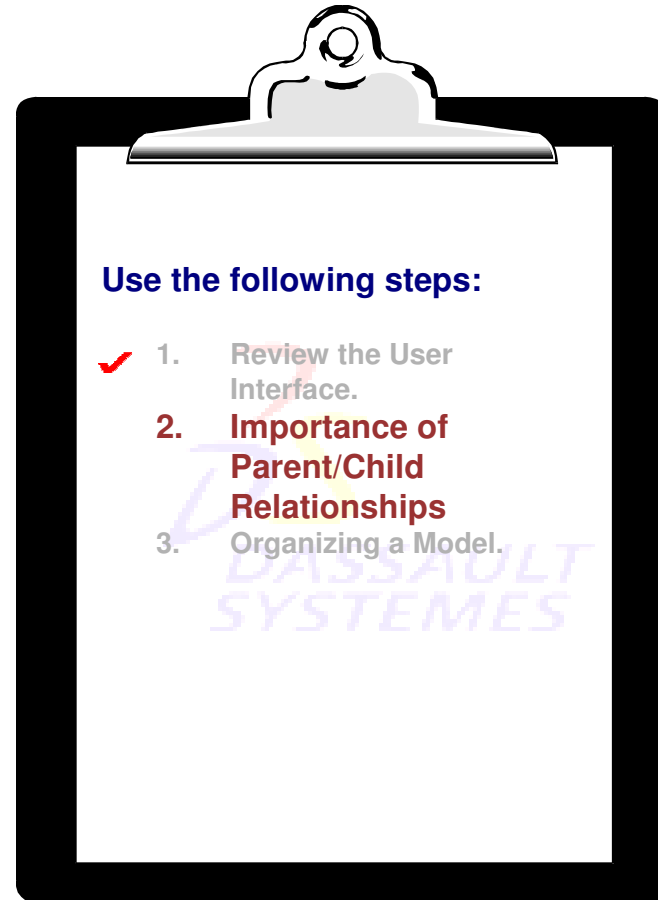 Use the following steps:
1. Review the User
Interface.
2. Importance of
Parent/Child
Relationships
3. Organizing a Model.
DASSAULT
SYSTEMES